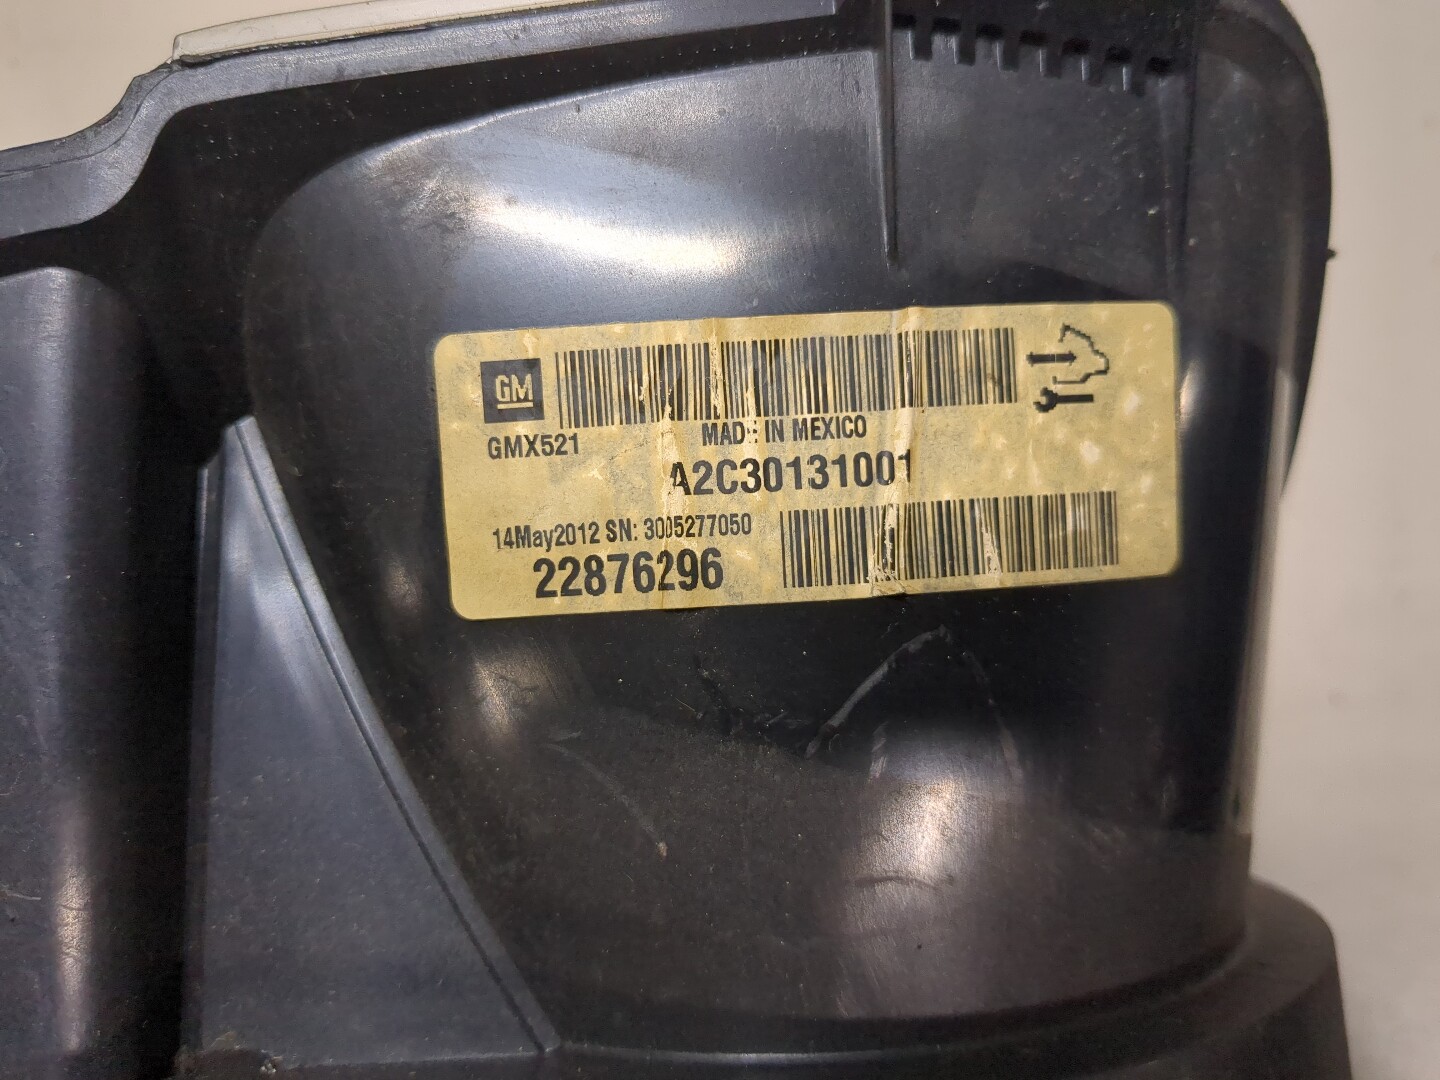 GM
GMX521
MADE IN MEXICO
A2C30131001
14May2012 SN: 3005277050
22876296